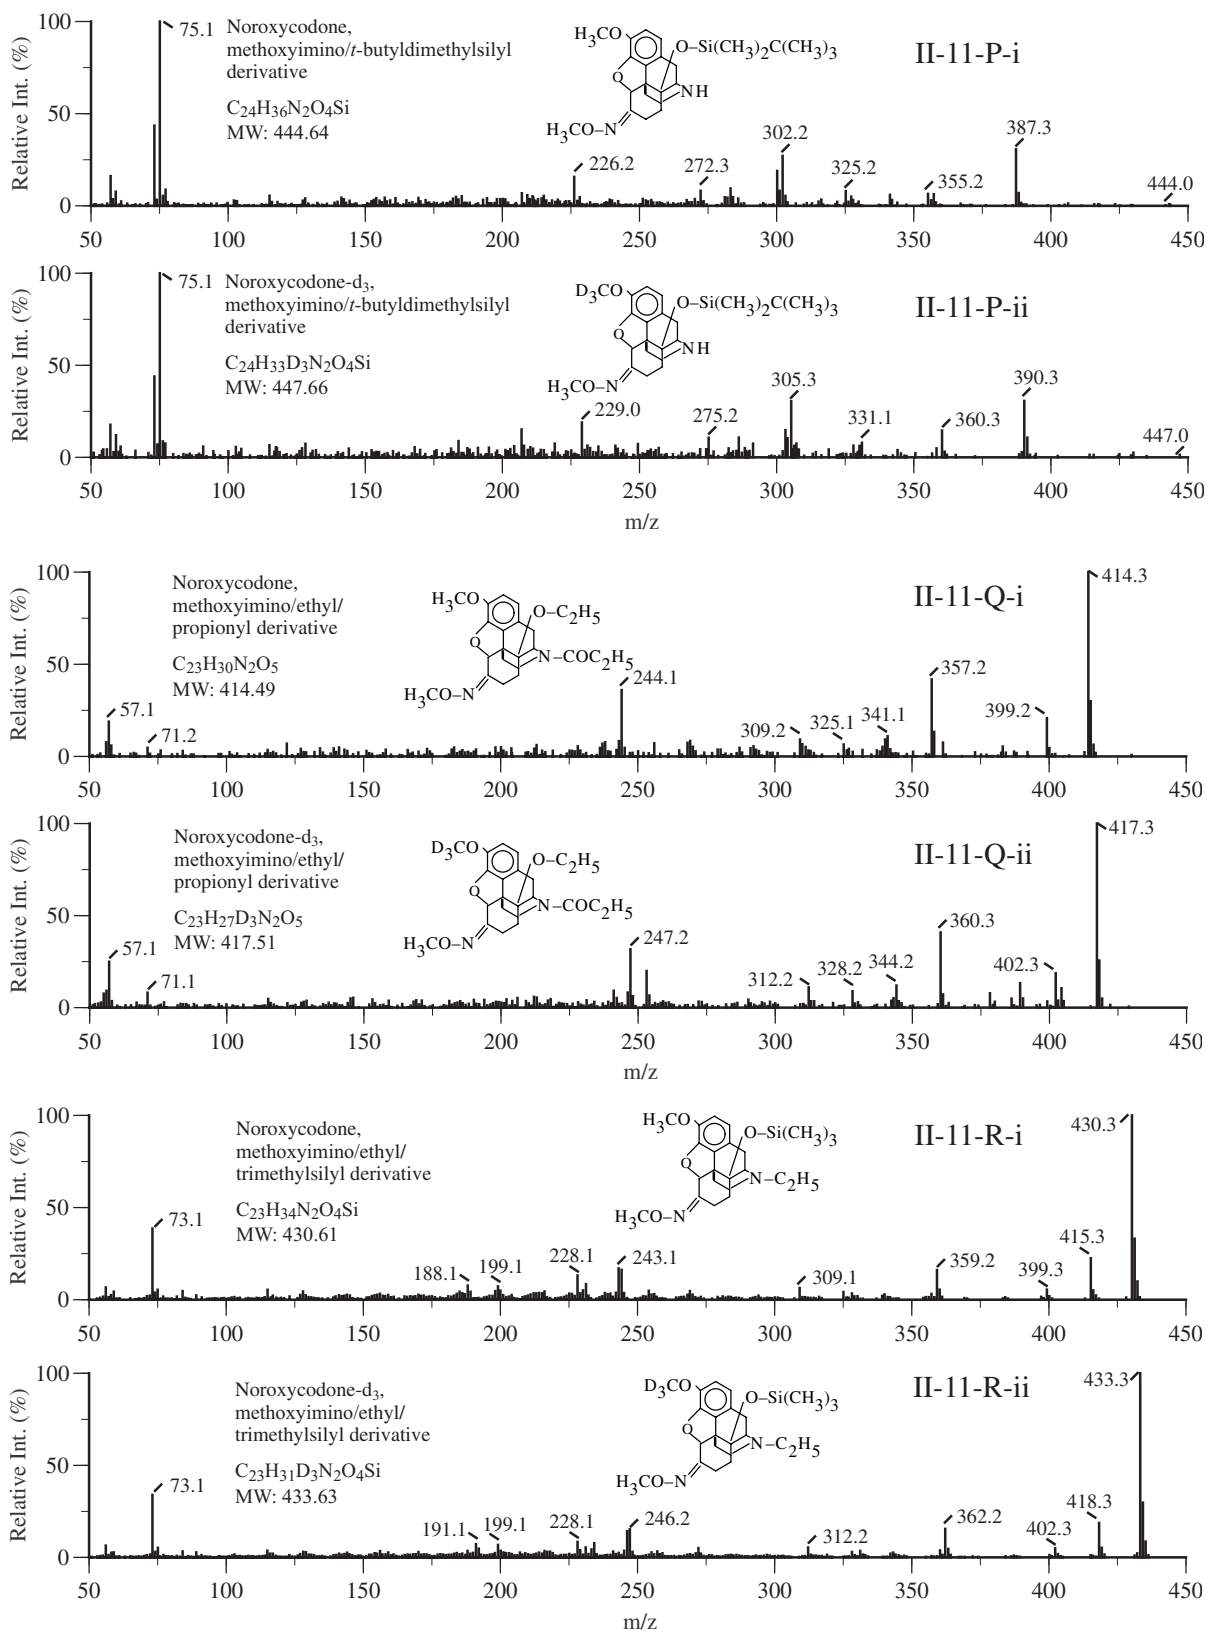 Relative Int. (%)
100
50
0
75.1
Noroxycodone,
methoxyimino/t-butyldimethylsilyl
derivative
C24H36N2O4Si
MW: 444.64
H3CO
O–Si(CH3)2C(CH3)3
O
NH
H3CO–N
II-11-P-i
226.2
272.3
302.2
325.2
355.2
387.3
444.0
50 100 150 200 250 300 350 400 450
Relative Int. (%)
100
50
0
75.1
Noroxycodone-d3,
methoxyimino/t-butyldimethylsilyl
derivative
C24H33D3N2O4Si
MW: 447.66
D3CO
O–Si(CH3)2C(CH3)3
O
NH
H3CO–N
II-11-P-ii
229.0
275.2
305.3
331.1
360.3
390.3
447.0
50 100 150 200 250 300 350 400 450
m/z
Relative Int. (%)
100
50
0
Noroxycodone,
methoxyimino/ethyl/
propionyl derivative
C23H30N2O5
MW: 414.49
H3CO
O–C2H5
O
N–COC2H5
H3CO–N
II-11-Q-i
57.1
71.2
244.1
309.2
325.1
341.1
357.2
399.2
414.3
50 100 150 200 250 300 350 400 450
Relative Int. (%)
100
50
0
Noroxycodone-d3,
methoxyimino/ethyl/
propionyl derivative
C23H27D3N2O5
MW: 417.51
D3CO
O–C2H5
O
N–COC2H5
H3CO–N
II-11-Q-ii
57.1
71.1
247.2
312.2
328.2
344.2
360.3
402.3
417.3
50 100 150 200 250 300 350 400 450
m/z
Relative Int. (%)
100
50
0
Noroxycodone,
methoxyimino/ethyl/
trimethylsilyl derivative
C23H34N2O4Si
MW: 430.61
H3CO
O–Si(CH3)3
O
N–C2H5
H3CO–N
II-11-R-i
73.1
188.1
199.1
228.1
243.1
309.1
359.2
399.3
415.3
430.3
50 100 150 200 250 300 350 400 450
Relative Int. (%)
100
50
0
Noroxycodone-d3,
methoxyimino/ethyl/
trimethylsilyl derivative
C23H31D3N2O4Si
MW: 433.63
D3CO
O–Si(CH3)3
O
N–C2H5
H3CO–N
II-11-R-ii
73.1
191.1
199.1
228.1
246.2
312.2
362.2
402.3
418.3
433.3
50 100 150 200 250 300 350 400 450
m/z